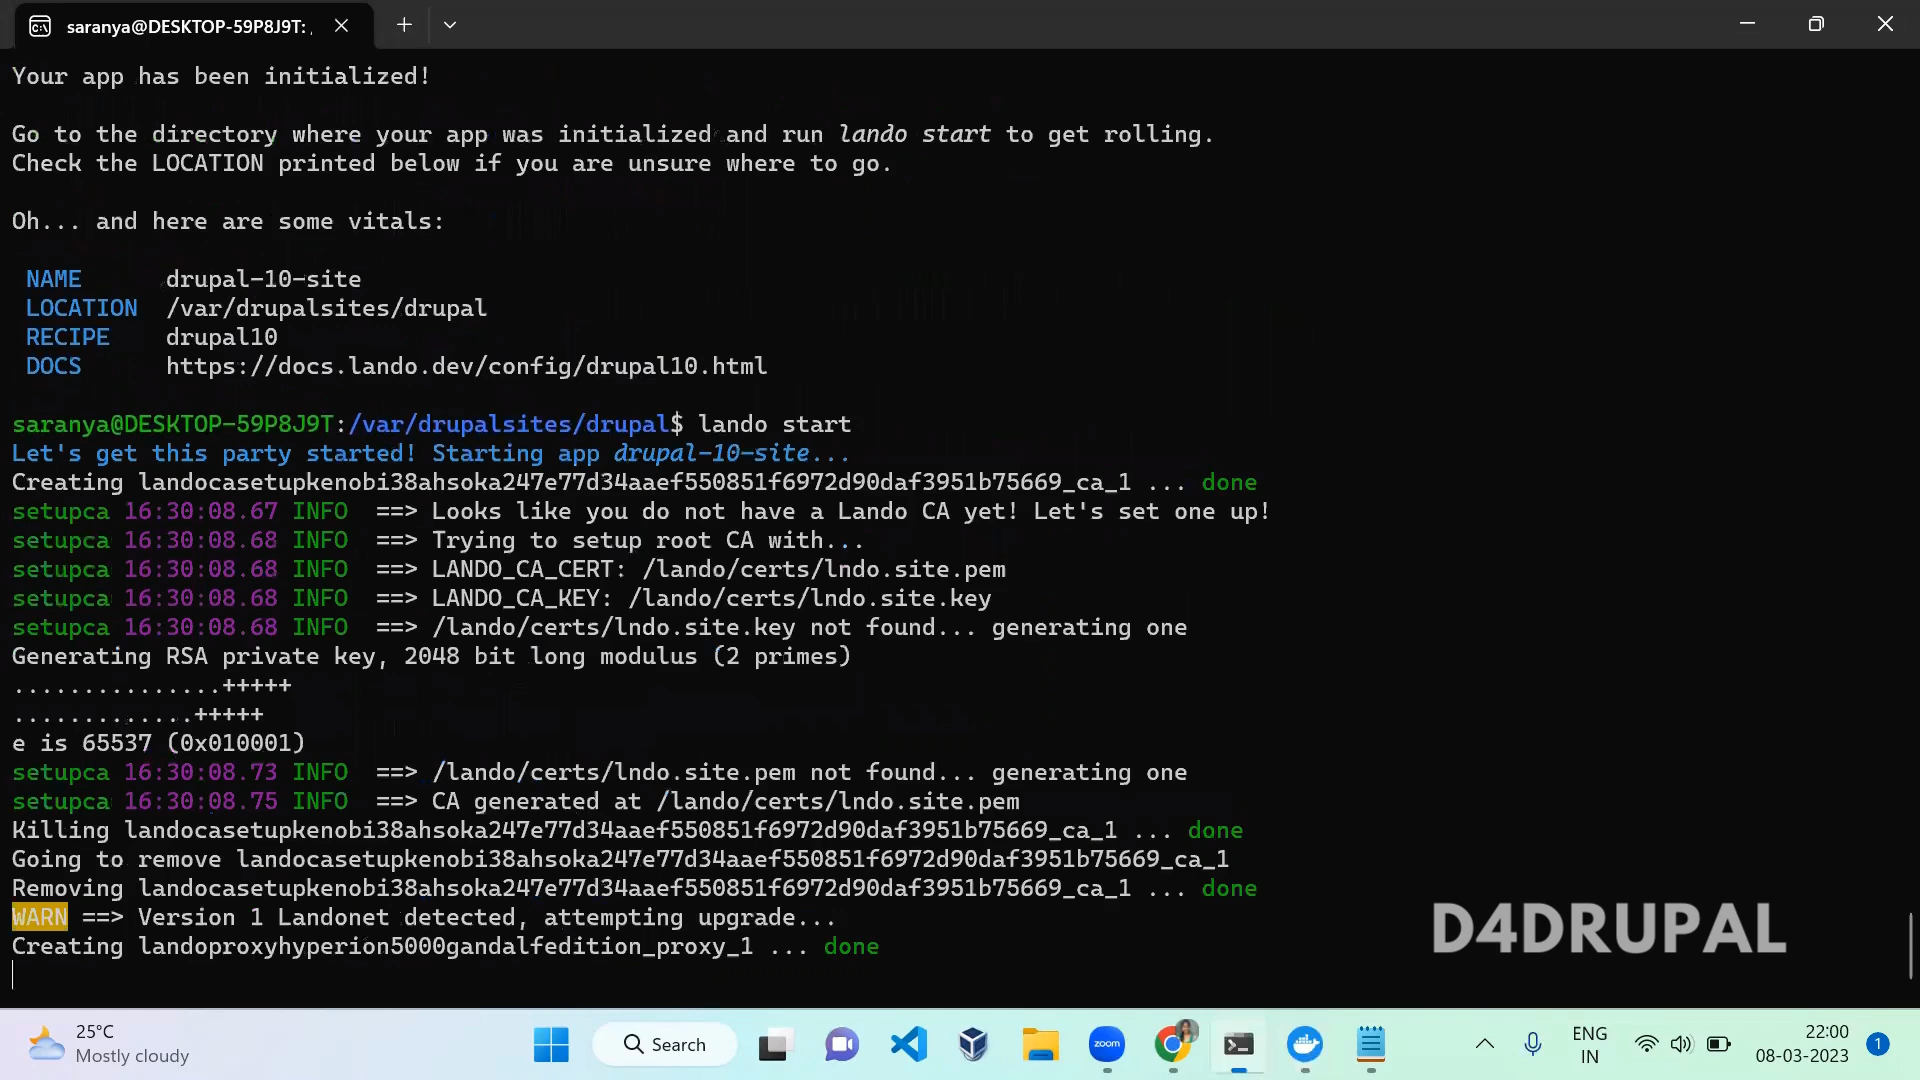 saranya@DESKTOP-59P8J9T: /
Your app has been initialized!
Go to the directory where your app was initialized and run lando start to get rolling.
Check the LOCATION printed below if you are unsure where to go.
Oh... and here are some vitals:
NAME drupal-10-site
LOCATION /var/drupalsites/drupal
RECIPE drupal10
DOCS https://docs.lando.dev/config/drupal10.html
saranya@DESKTOP-59P8J9T:/var/drupalsites/drupal$ lando start
Let's get this party started! Starting app drupal-10-site...
Creating landocasetupkenobi38ahsoka247e77d34aaef550851f6972d90daf3951b75669_ca_1 ... done
setupca 16:30:08.67 INFO ==> Looks like you do not have a Lando CA yet! Let's set one up!
setupca 16:30:08.68 INFO ==> Trying to setup root CA with...
setupca 16:30:08.68 INFO ==> LANDO_CA_CERT: /lando/certs/lndo.site.pem
setupca 16:30:08.68 INFO ==> LANDO_CA_KEY: /lando/certs/lndo.site.key
setupca 16:30:08.68 INFO ==> /lando/certs/lndo.site.key not found... generating one
Generating RSA private key, 2048 bit long modulus (2 primes)
...............+++++
.............+++++
e is 65537 (0x010001)
setupca 16:30:08.73 INFO ==> /lando/certs/lndo.site.pem not found... generating one
setupca 16:30:08.75 INFO ==> CA generated at /lando/certs/lndo.site.pem
Killing landocasetupkenobi38ahsoka247e77d34aaef550851f6972d90daf3951b75669_ca_1 ... done
Going to remove landocasetupkenobi38ahsoka247e77d34aaef550851f6972d90daf3951b75669_ca_1
Removing landocasetupkenobi38ahsoka247e77d34aaef550851f6972d90daf3951b75669_ca_1 ... done
WARN ==> Version 1 Landonet detected, attempting upgrade...
Creating landoproxyhyperion5000gandalfedition_proxy_1 ... done
D4DRUPAL
25°C
Mostly cloudy
Search
zoom
ENG
IN
22:00
08-03-2023
1